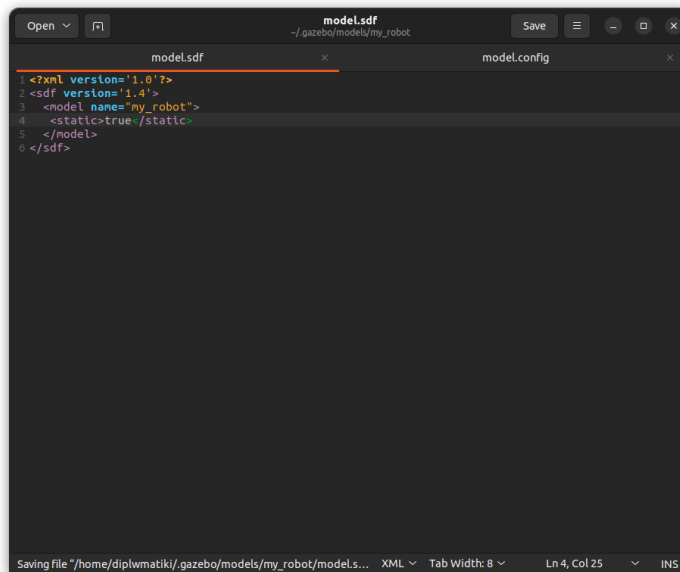 Open
model.sdf
~/.gazebo/models/my_robot
Save
model.sdf
model.config
1 <?xml version='1.0'?>
2 <sdf version='1.4'>
3   <model name="my_robot">
4    <static>true</static>
5   </model>
6 </sdf>
Saving file "/home/diplwmatiki/.gazebo/models/my_robot/model.s... XML Tab Width: 8 Ln 4, Col 25 INS